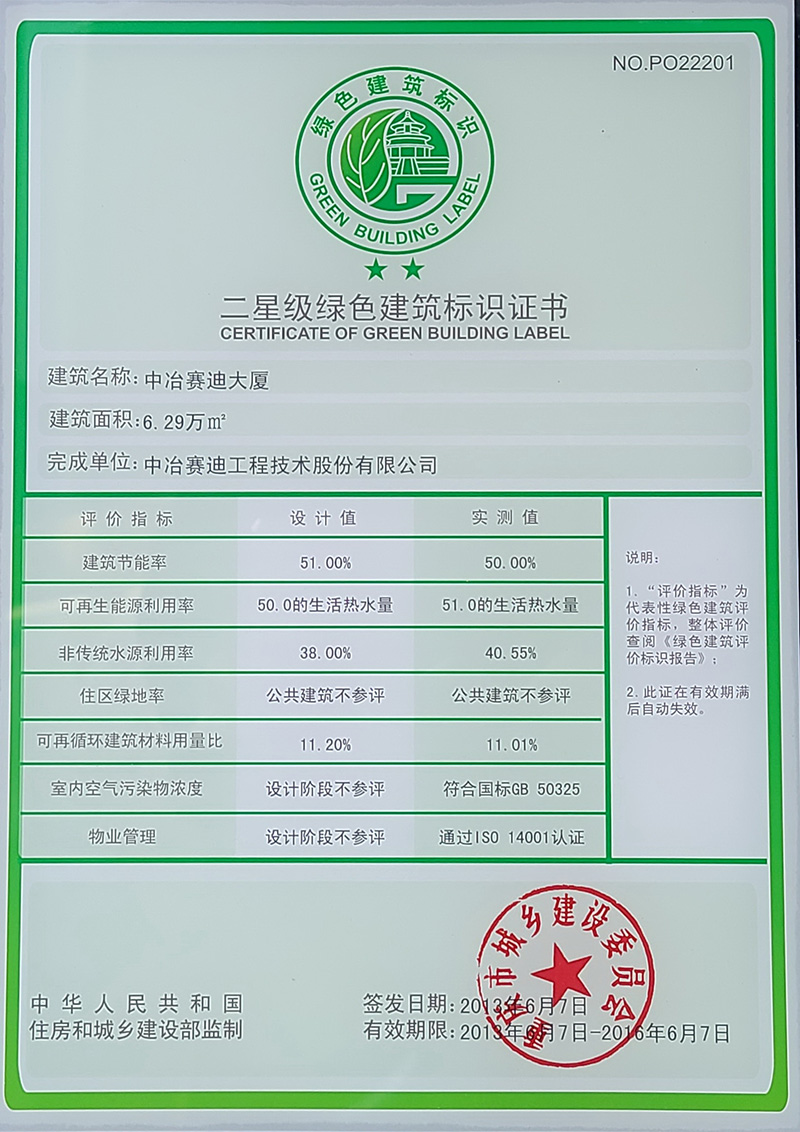 NO.PO22201
绿色建筑标识
GREEN BUILDING LABEL
二星级绿色建筑标识证书
CERTIFICATE OF GREEN BUILDING LABEL
建筑名称:中冶赛迪大厦
建筑面积:6.29万㎡
完成单位:中冶赛迪工程技术股份有限公司
评价指标 设计值 实测值
建筑节能率 51.00% 50.00%
可再生能源利用率 50.0的生活热水量 51.0的生活热水量
非传统水源利用率 38.00% 40.55%
住区绿地率 公共建筑不参评 公共建筑不参评
可再循环建筑材料用量比 11.20% 11.01%
室内空气污染物浓度 设计阶段不参评 符合国标GB 50325
物业管理 设计阶段不参评 通过ISO 14001认证
说明:
1.“评价指标”为
代表性绿色建筑评
价指标,整体评价
查阅《绿色建筑评
价标识报告》;
2.此证在有效期满
后自动失效。
重庆市城乡建设委员会
中华人民共和国
住房和城乡建设部监制
签发日期:2013年6月7日
有效期限:2013年6月7日-2016年6月7日